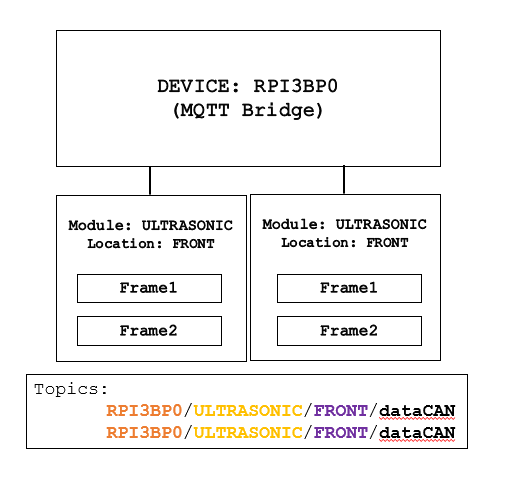 DEVICE: RPI3BP0
(MQTT Bridge)
Module: ULTRASONIC
Location: FRONT
Frame1
Frame2
Module: ULTRASONIC
Location: FRONT
Frame1
Frame2
Topics:
RPI3BP0/ULTRASONIC/FRONT/dataCAN
RPI3BP0/ULTRASONIC/FRONT/dataCAN